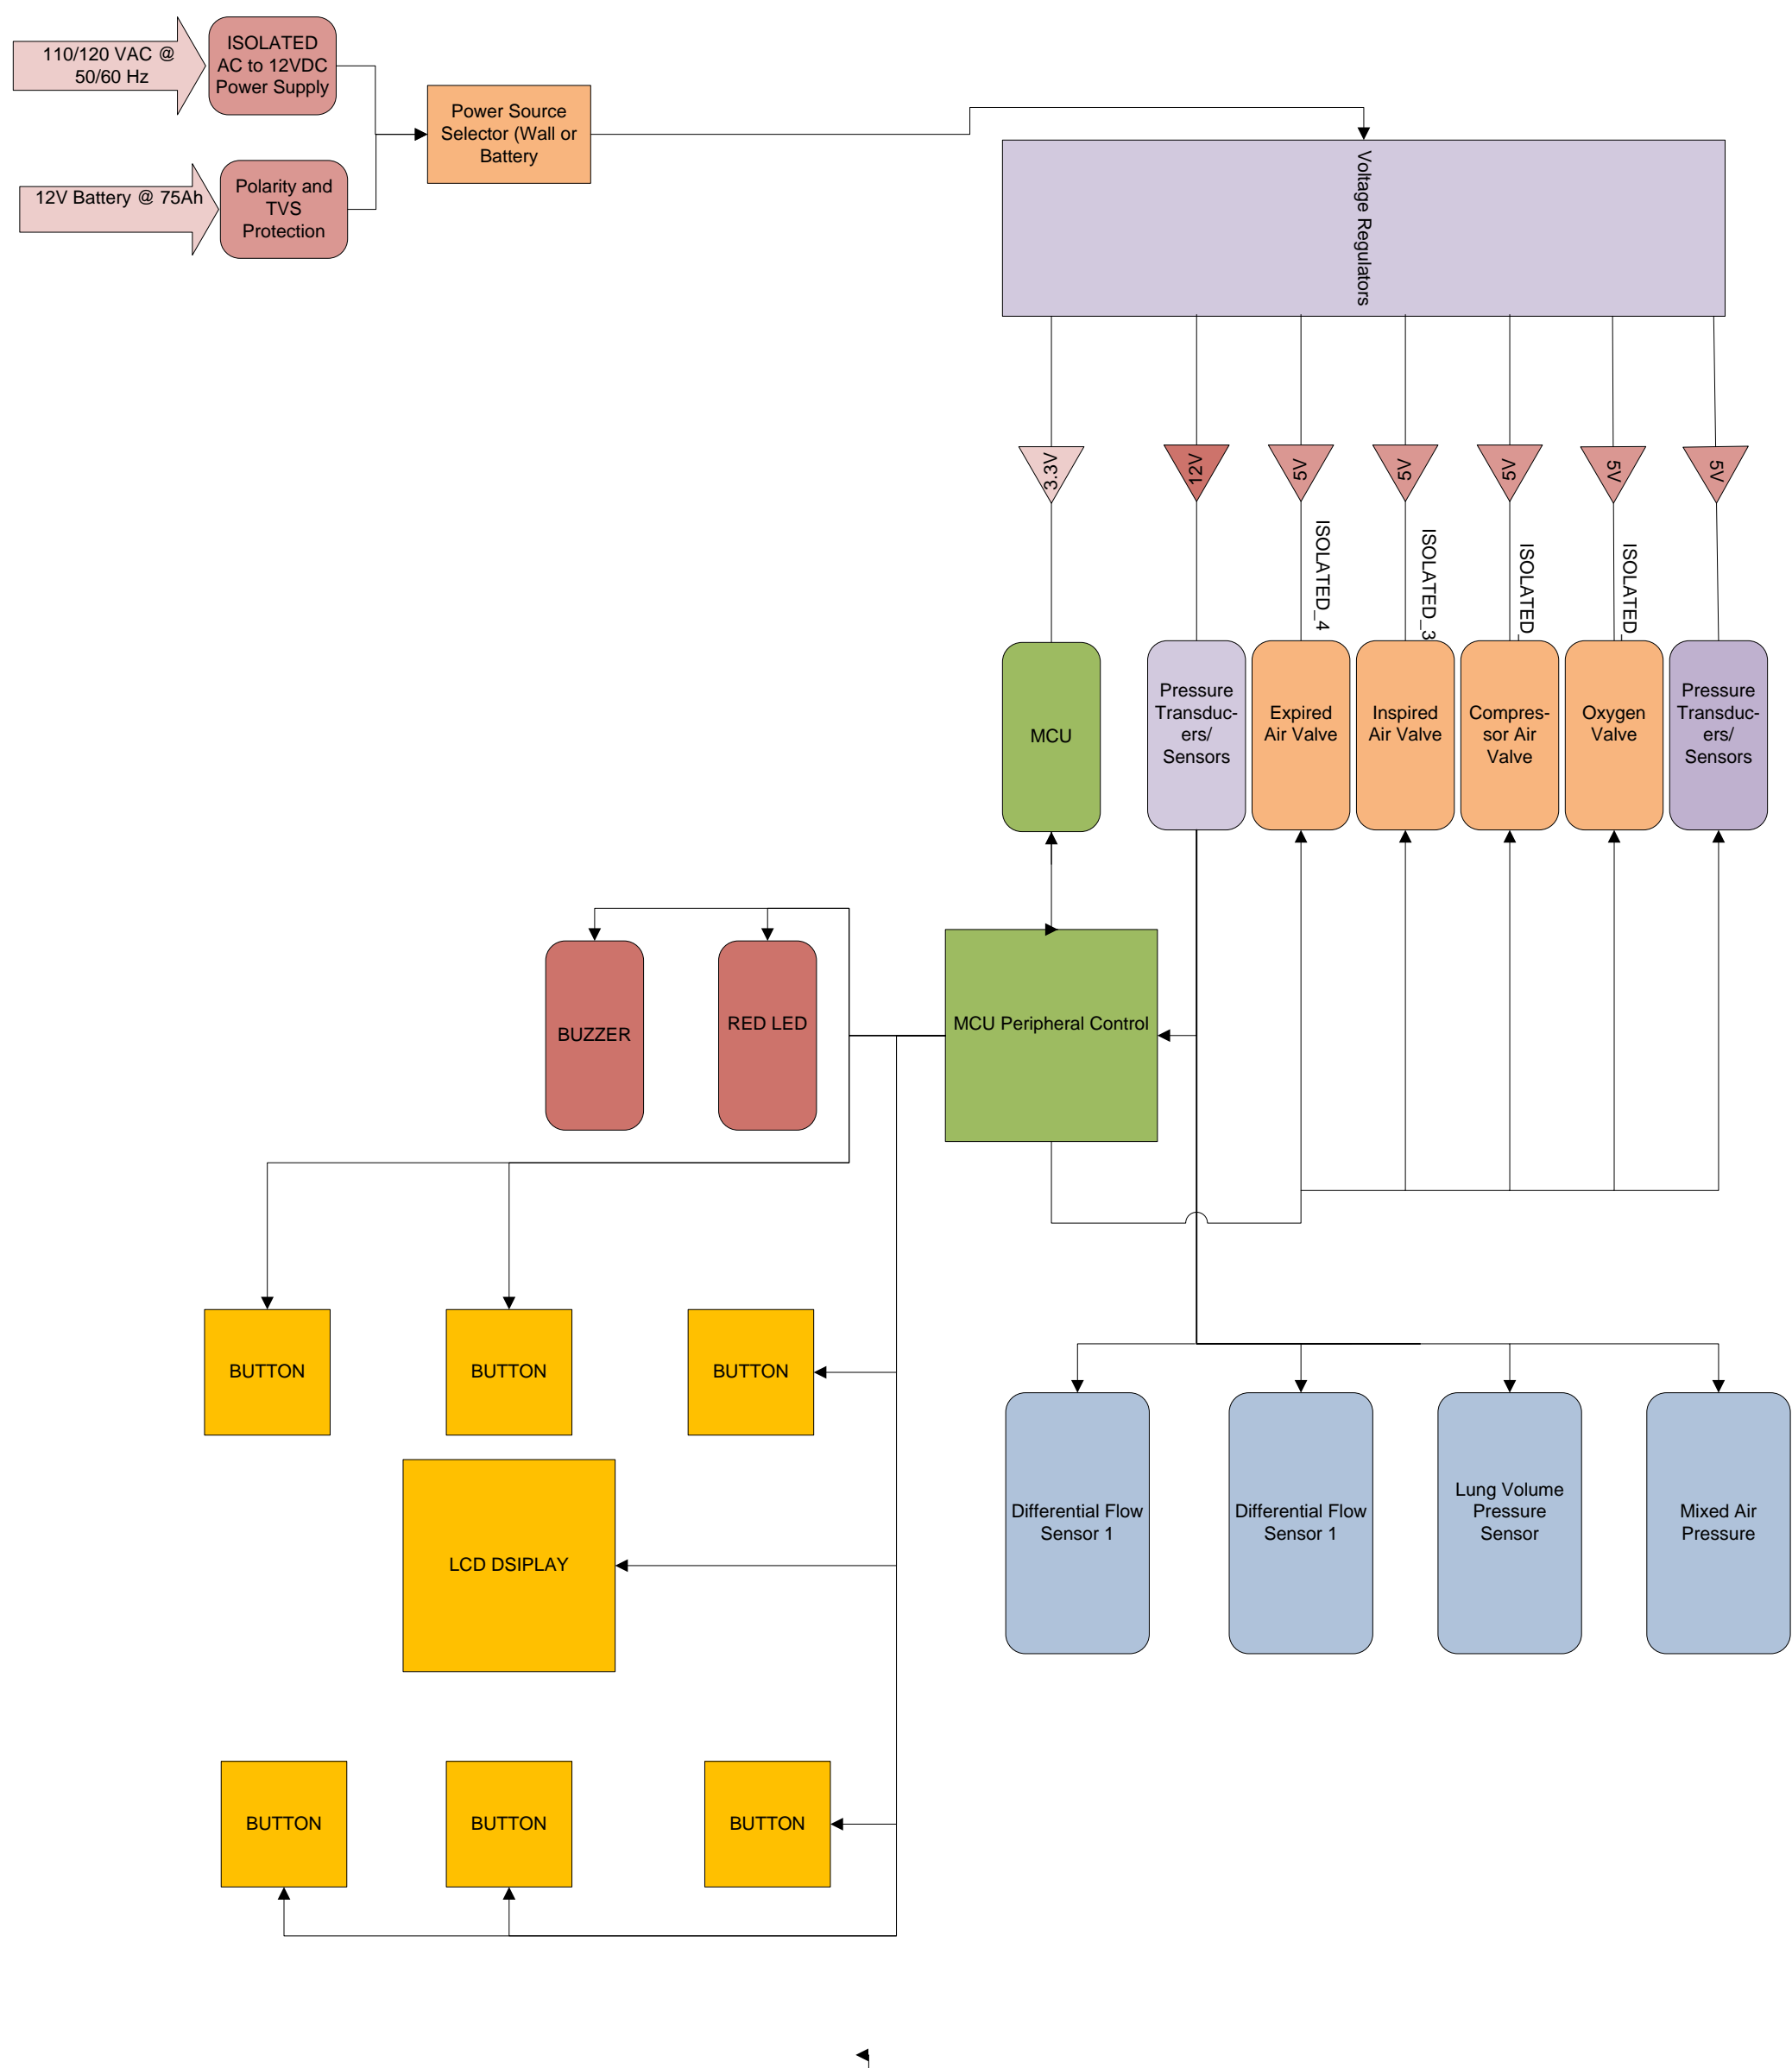 110/120 VAC @
50/60 Hz
ISOLATED
AC to 12VDC
Power Supply
Power Source
Selector (Wall or
Battery
12V Battery @ 75Ah
Polarity and
TVS
Protection
Voltage Regulators
3.3V
12V
5V
5V
5V
5V
5V
ISOLATED_4
ISOLATED_3
ISOLATED_
ISOLATED_
MCU
Pressure
Transduc-
ers/
Sensors
Expired
Air Valve
Inspired
Air Valve
Compres-
sor Air
Valve
Oxygen
Valve
Pressure
Transduc-
ers/
Sensors
BUZZER
RED LED
MCU Peripheral Control
BUTTON
BUTTON
BUTTON
LCD DSIPLAY
Differential Flow
Sensor 1
Differential Flow
Sensor 1
Lung Volume
Pressure
Sensor
Mixed Air
Pressure
BUTTON
BUTTON
BUTTON